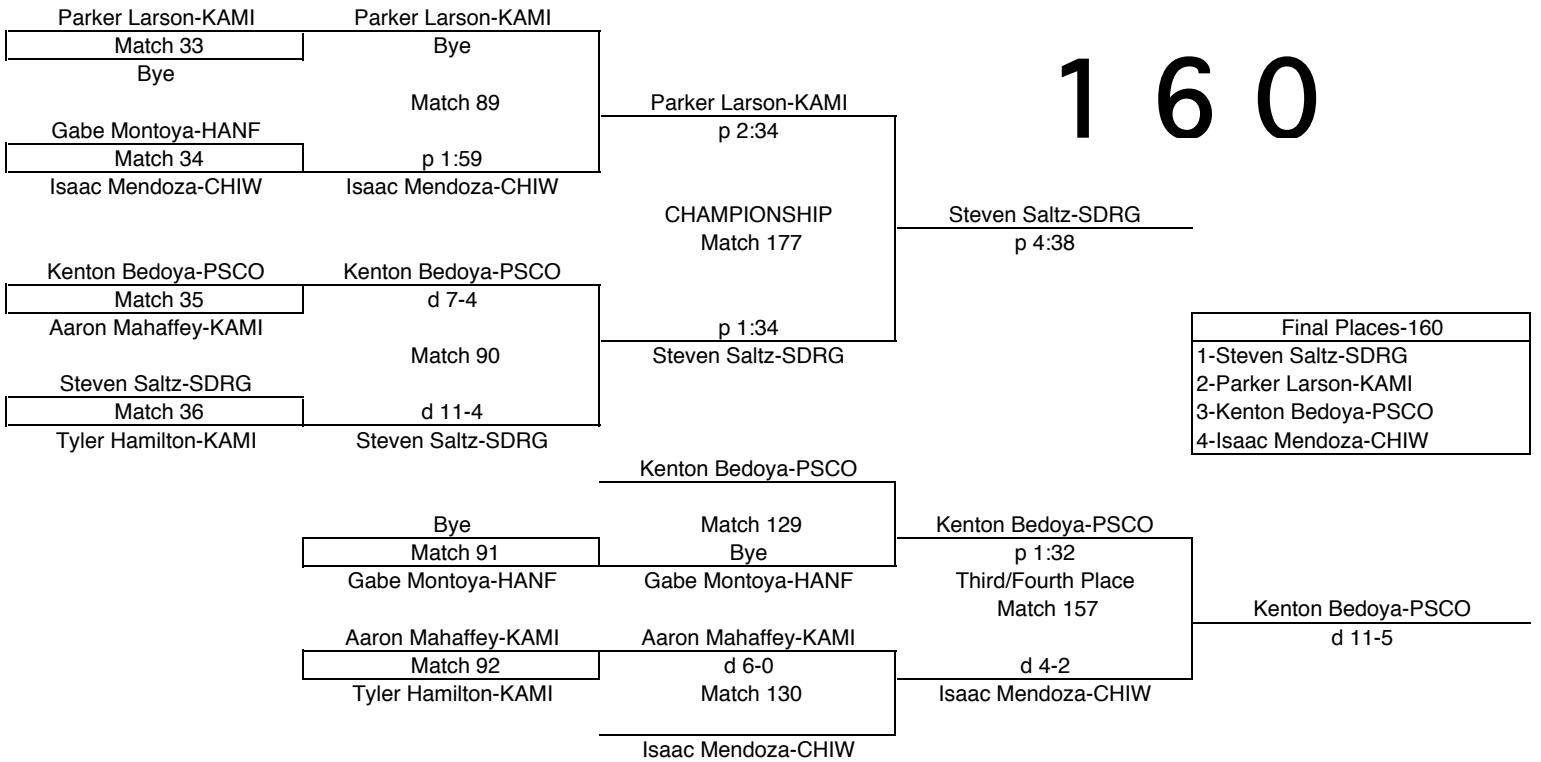 Parker Larson-KAMI
Parker Larson-KAMI
Match 33
Bye
Bye
Match 89
Parker Larson-KAMI
1 6 0
Gabe Montoya-HANF
p 2:34
Match 34
p 1:59
Isaac Mendoza-CHIW
Isaac Mendoza-CHIW
CHAMPIONSHIP
Steven Saltz-SDRG
Match 177
p 4:38
Kenton Bedoya-PSCO
Kenton Bedoya-PSCO
Match 35
d 7-4
Aaron Mahaffey-KAMI
p 1:34
Final Places-160
Match 90
Steven Saltz-SDRG
1-Steven Saltz-SDRG
Steven Saltz-SDRG
2-Parker Larson-KAMI
Match 36
d 11-4
3-Kenton Bedoya-PSCO
Tyler Hamilton-KAMI
Steven Saltz-SDRG
4-Isaac Mendoza-CHIW
Kenton Bedoya-PSCO
Bye
Match 129
Kenton Bedoya-PSCO
Match 91
Bye
p 1:32
Gabe Montoya-HANF
Gabe Montoya-HANF
Third/Fourth Place
Match 157
Kenton Bedoya-PSCO
Aaron Mahaffey-KAMI
Aaron Mahaffey-KAMI
d 11-5
Match 92
d 6-0
d 4-2
Tyler Hamilton-KAMI
Match 130
Isaac Mendoza-CHIW
Isaac Mendoza-CHIW